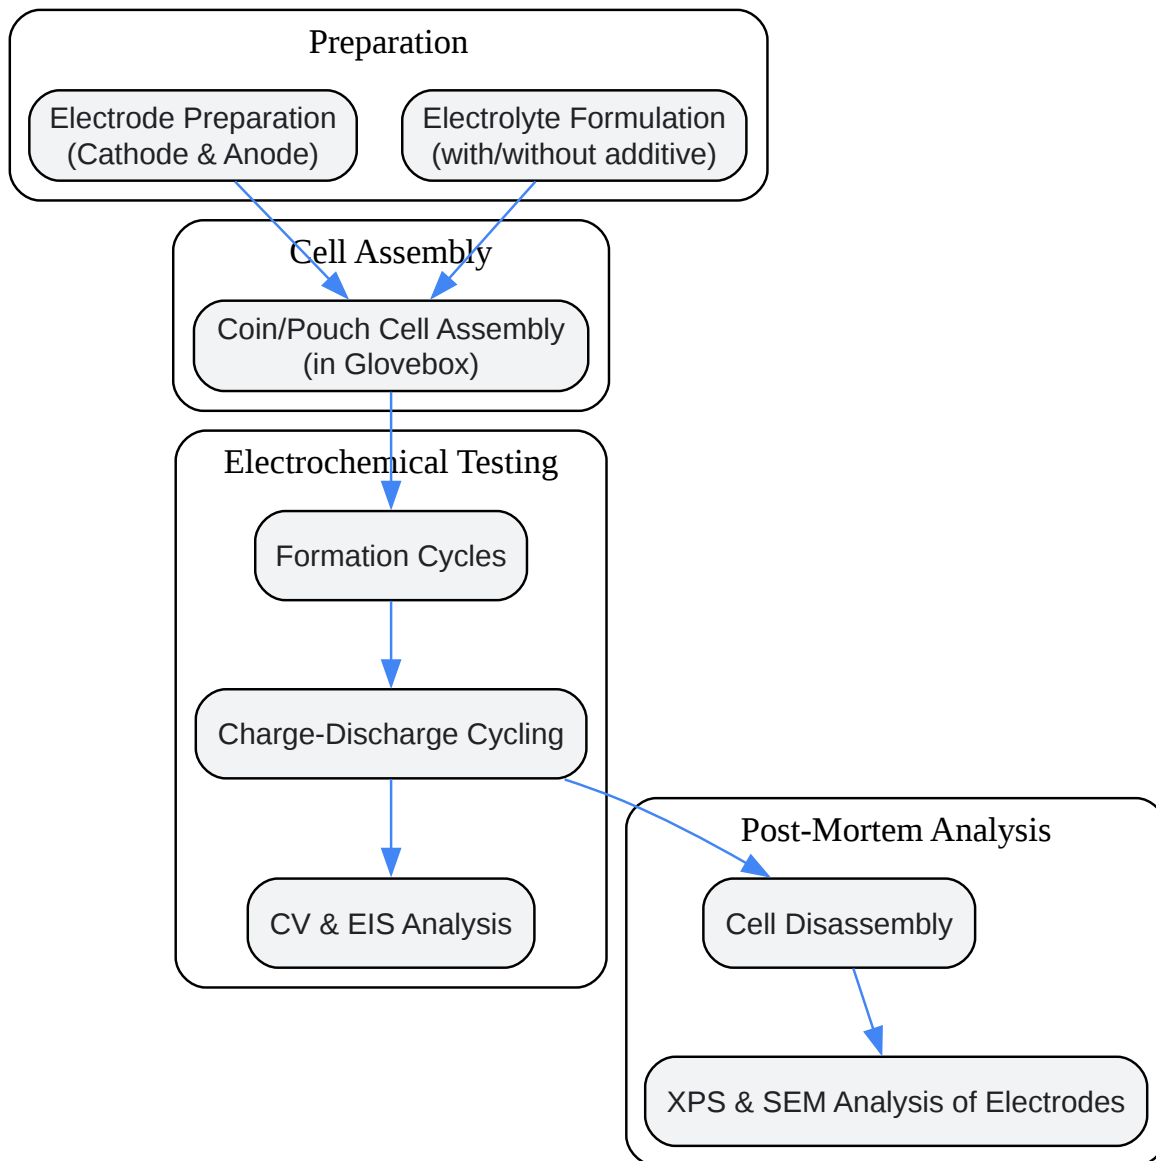 Preparation
Electrode Preparation
(Cathode & Anode)
Electrolyte Formulation
(with/without additive)
Cell Assembly
Coin/Pouch Cell Assembly
(in Glovebox)
Electrochemical Testing
Formation Cycles
Charge-Discharge Cycling
CV & EIS Analysis
Post-Mortem Analysis
Cell Disassembly
XPS & SEM Analysis of Electrodes